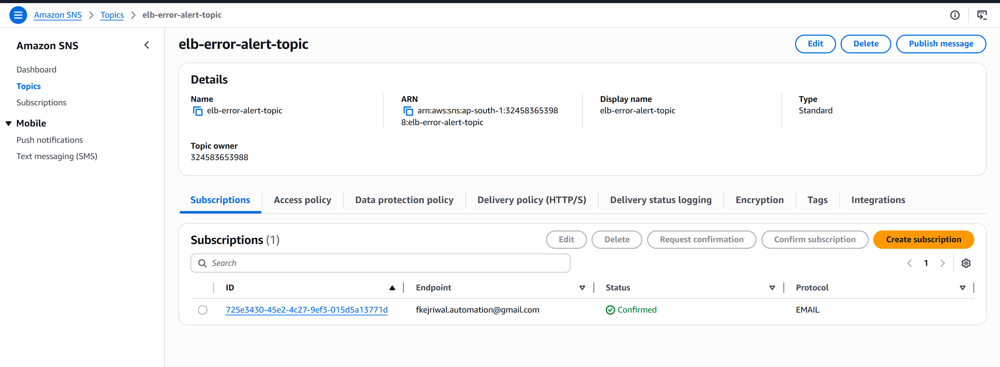 Amazon SNS > Topics > elb-error-alert-topic
Amazon SNS
Dashboard
Topics
Subscriptions
Mobile
Push notifications
Text messaging (SMS)
elb-error-alert-topic
Edit Delete Publish message
Details
Name
elb-error-alert-topic
ARN
arn:aws:sns:ap-south-1:32458365398
8:elb-error-alert-topic
Display name
elb-error-alert-topic
Type
Standard
Topic owner
324583653988
Subscriptions Access policy Data protection policy Delivery policy (HTTP/S) Delivery status logging Encryption Tags Integrations
Subscriptions (1)
Edit Delete Request confirmation Confirm subscription Create subscription
Search
1
ID Endpoint Status Protocol
725e3430-45e2-4c27-9ef3-015d5a13771d fkejriwal.automation@gmail.com Confirmed EMAIL